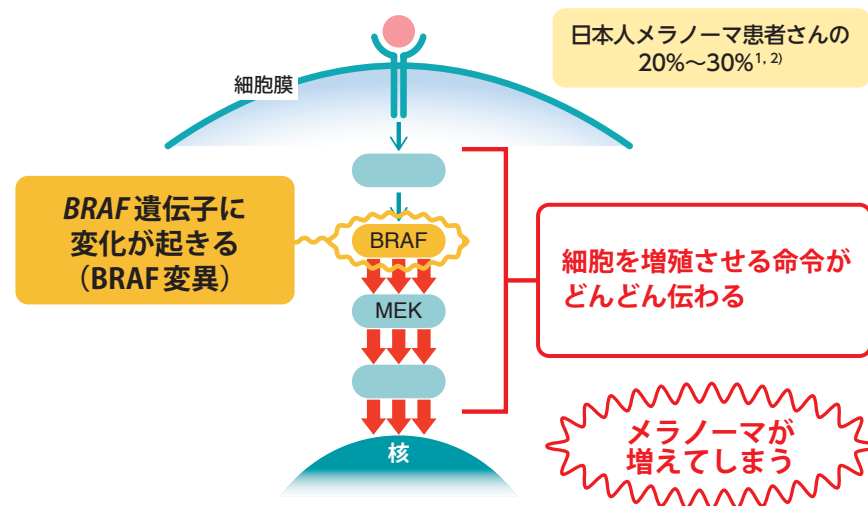 日本人メラノーマ患者さんの
20%～30%1, 2)
細胞膜
BRAF遺伝子に
変化が起きる
（BRAF変異）
BRAF
MEK
細胞を増殖させる命令が
どんどん伝わる
核
メラノーマが
増えてしまう